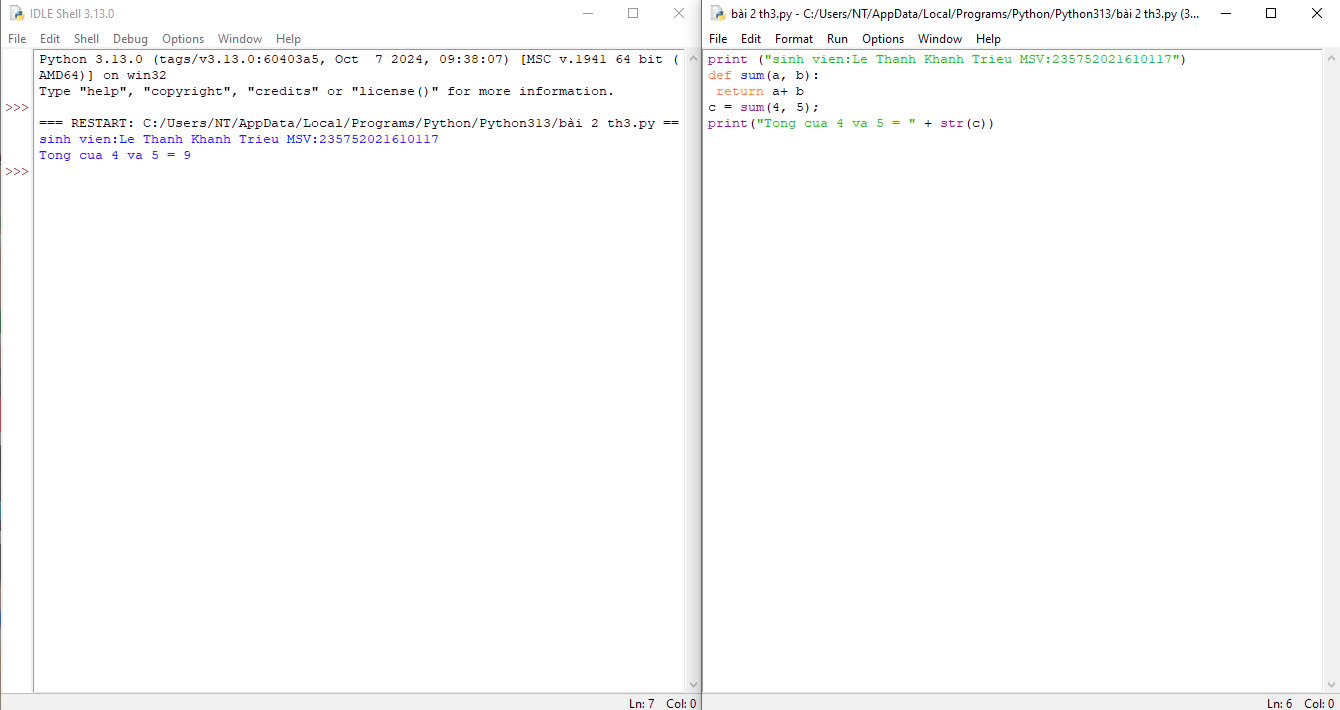 IDLE Shell 3.13.0
File Edit Shell Debug Options Window Help
Python 3.13.0 (tags/v3.13.0:60403a5, Oct  7 2024, 09:38:07) [MSC v.1941 64 bit (
AMD64)] on win32
Type "help", "copyright", "credits" or "license()" for more information.
>>>
=== RESTART: C:/Users/NT/AppData/Local/Programs/Python/Python313/bài 2 th3.py ==
sinh vien:Le Thanh Khanh Trieu MSV:235752021610117
Tong cua 4 va 5 = 9
>>>
Ln: 7 Col: 0
bài 2 th3.py - C:/Users/NT/AppData/Local/Programs/Python/Python313/bài 2 th3.py (3...
File Edit Format Run Options Window Help
print ("sinh vien:Le Thanh Khanh Trieu MSV:235752021610117")
def sum(a, b):
 return a+ b
c = sum(4, 5);
print("Tong cua 4 va 5 = " + str(c))
Ln: 6 Col: 0